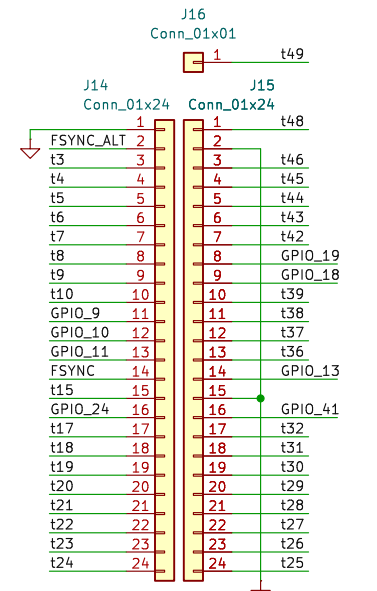 J16
Conn_01x01
1 t49
J14 J15
Conn_01x24 Conn_01x24
1 1 t48
FSYNC_ALT 2 2
t3 3 3 t46
t4 4 4 t45
t5 5 5 t44
t6 6 6 t43
t7 7 7 t42
t8 8 8 GPIO_19
t9 9 9 GPIO_18
t10 10 10 t39
GPIO_9 11 11 t38
GPIO_10 12 12 t37
GPIO_11 13 13 t36
FSYNC 14 14 GPIO_13
t15 15 15
GPIO_24 16 16 GPIO_41
t17 17 17 t32
t18 18 18 t31
t19 19 19 t30
t20 20 20 t29
t21 21 21 t28
t22 22 22 t27
t23 23 23 t26
t24 24 24 t25